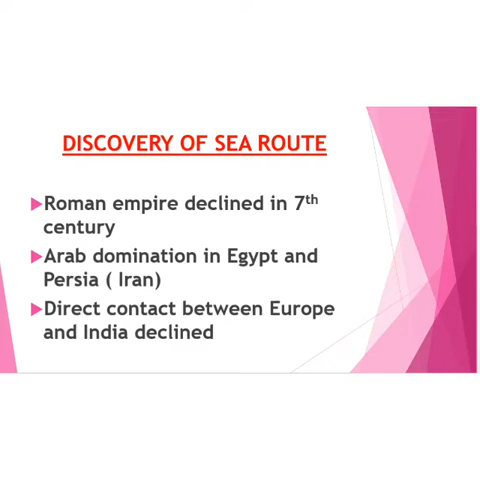 DISCOVERY OF SEA ROUTE
Roman empire declined in 7th
century
Arab domination in Egypt and
Persia ( Iran)
Direct contact between Europe
and India declined